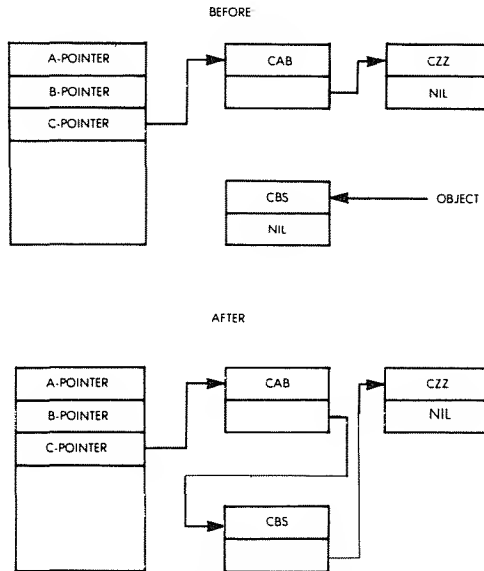 BEFORE
A-POINTER
B-POINTER
C-POINTER
CAB
CZZ
NIL
CBS
NIL
OBJECT
AFTER
A-POINTER
B-POINTER
C-POINTER
CAB
CZZ
NIL
CBS